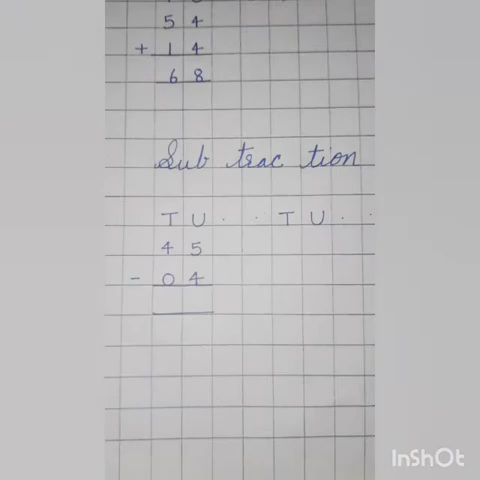 5 4
+ 1 4
6 8
Sub trac tion
T U . . T U .
4 5
- 0 4
InShOt